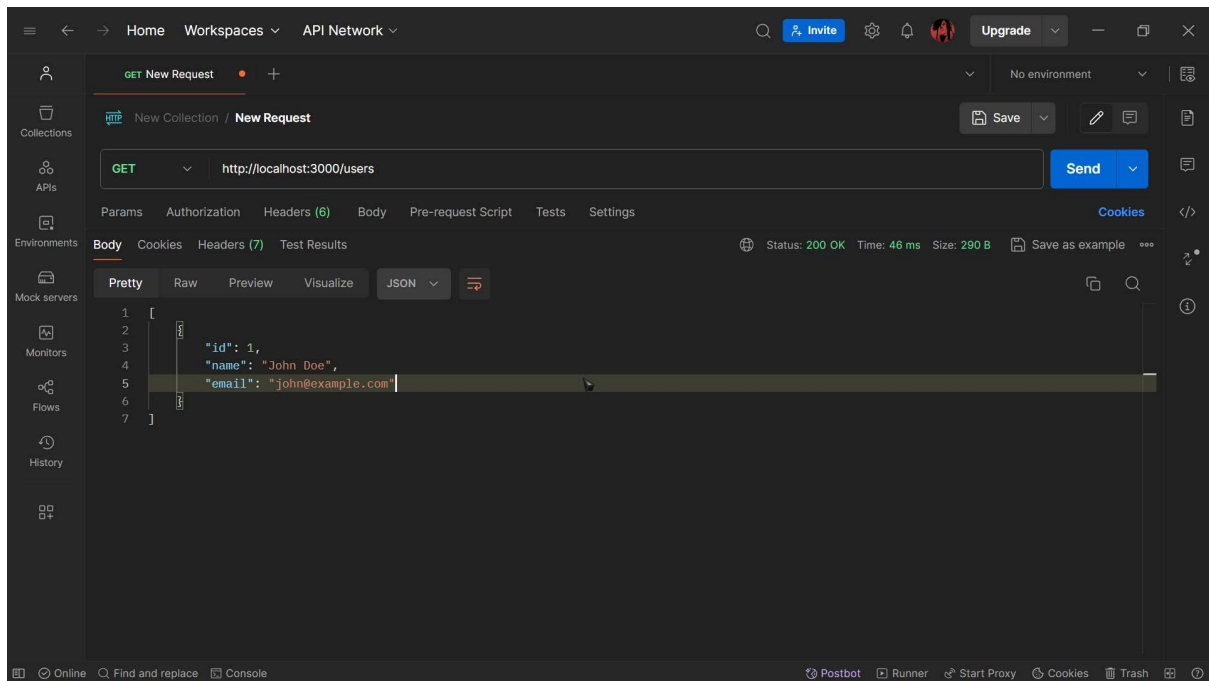 Home Workspaces API Network Invite Upgrade
GET New Request No environment
HTTP New Collection / New Request Save
GET http://localhost:3000/users Send
Params Authorization Headers (6) Body Pre-request Script Tests Settings Cookies
Body Cookies Headers (7) Test Results Status: 200 OK Time: 46 ms Size: 290 B Save as example
Pretty Raw Preview Visualize JSON
Collections
APIs
Environments
Mock servers
Monitors
Flows
History
1 [
2 {
3 "id": 1,
4 "name": "John Doe",
5 "email": "john@example.com"
6 }
7 ]
Online Find and replace Console Postbot Runner Start Proxy Cookies Trash